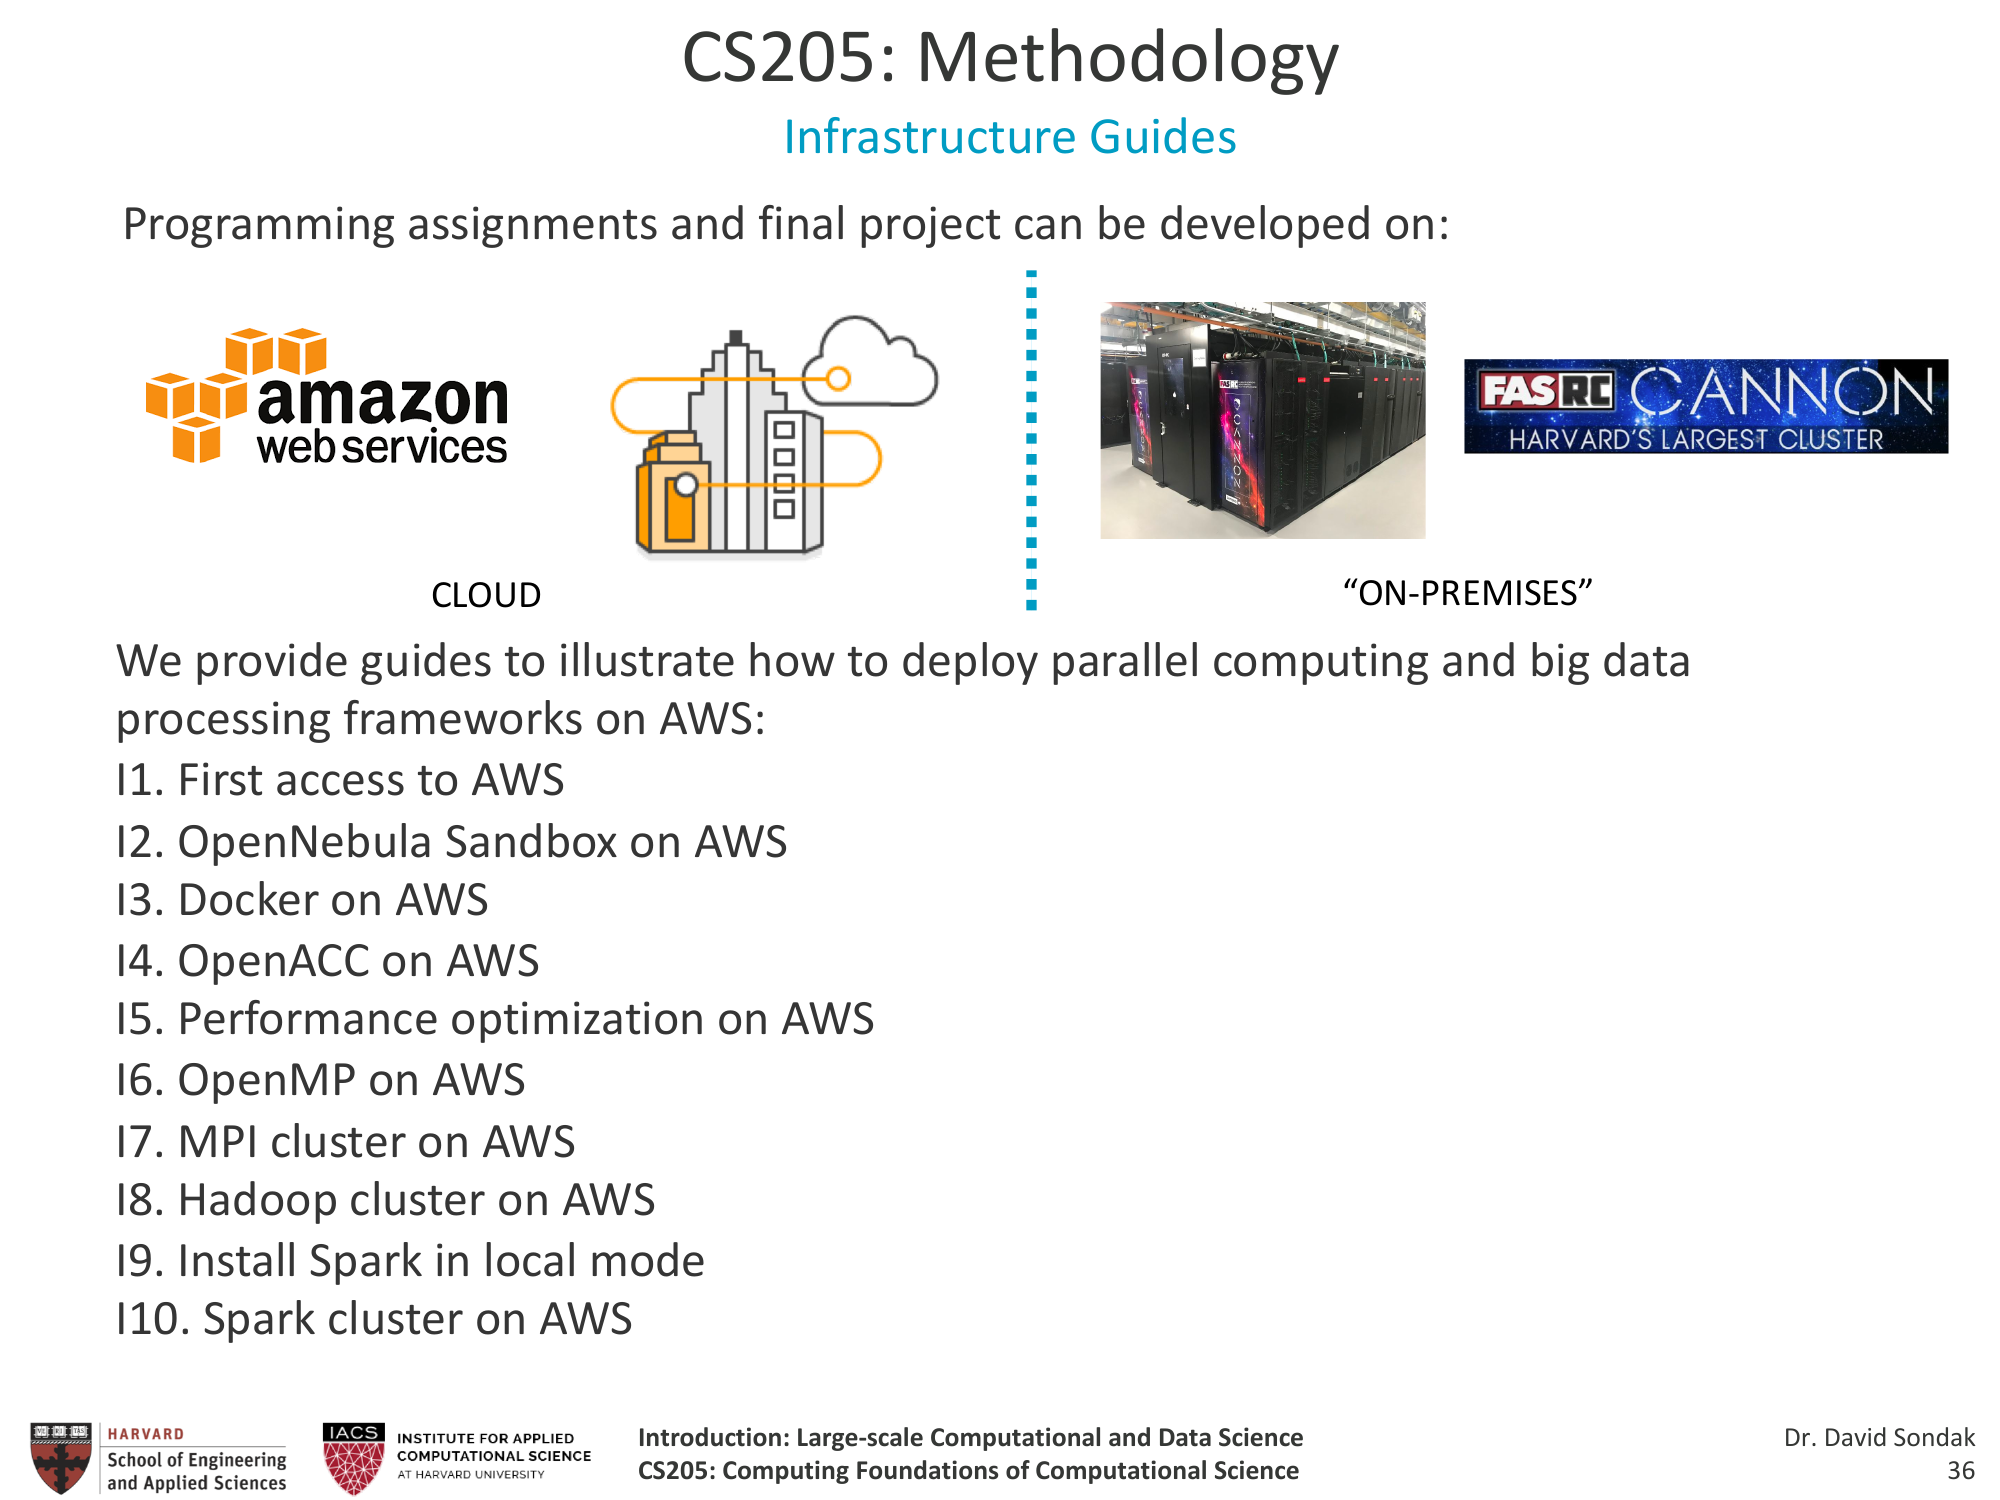 CS205: Methodology
Infrastructure Guides
Programming assignments and final project can be developed on:
amazon
web services
FASRC
CANNON
FASRC CANNON
HARVARD'S LARGEST CLUSTER
CLOUD
“ON-PREMISES”
We provide guides to illustrate how to deploy parallel computing and big data
processing frameworks on AWS:
I1. First access to AWS
I2. OpenNebula Sandbox on AWS
I3. Docker on AWS
I4. OpenACC on AWS
I5. Performance optimization on AWS
I6. OpenMP on AWS
I7. MPI cluster on AWS
I8. Hadoop cluster on AWS
I9. Install Spark in local mode
I10. Spark cluster on AWS
HARVARD
School of Engineering
and Applied Sciences
IACS
INSTITUTE FOR APPLIED
COMPUTATIONAL SCIENCE
AT HARVARD UNIVERSITY
Introduction: Large-scale Computational and Data Science
CS205: Computing Foundations of Computational Science
Dr. David Sondak
36